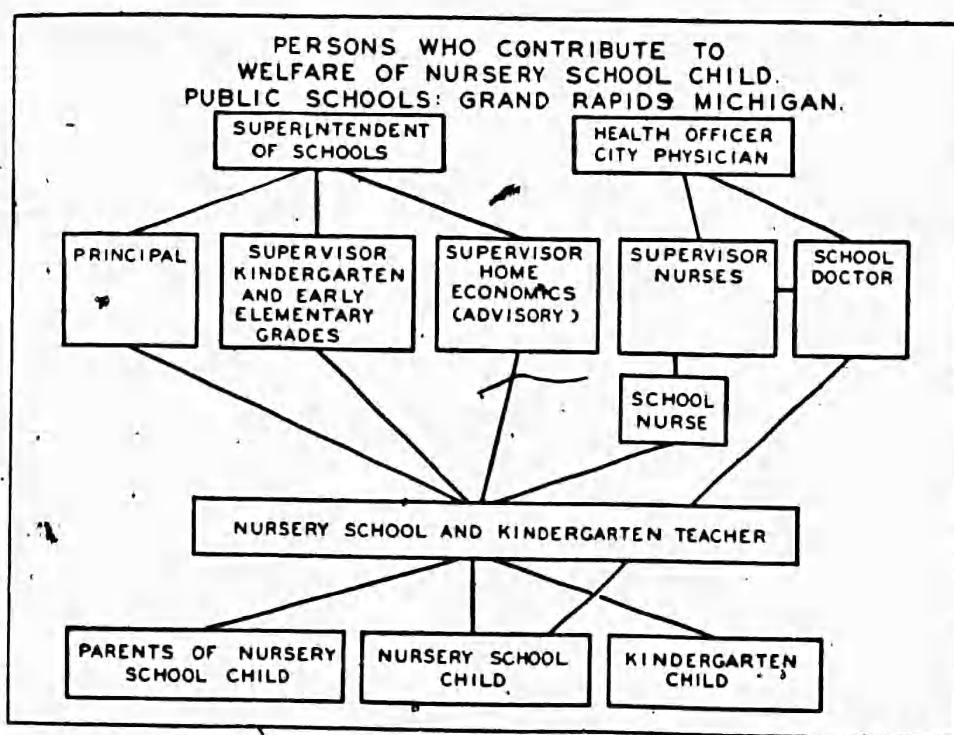 PERSONS WHO CONTRIBUTE TO
WELFARE OF NURSERY SCHOOL CHILD.
PUBLIC SCHOOLS: GRAND RAPIDS MICHIGAN.
SUPERINTENDENT
OF SCHOOLS
HEALTH OFFICER
CITY PHYSICIAN
PRINCIPAL
SUPERVISOR
KINDERGARTEN
AND EARLY
ELEMENTARY
GRADES
SUPERVISOR
HOME
ECONOMICS
(ADVISORY)
SUPERVISOR
NURSES
SCHOOL
DOCTOR
SCHOOL
NURSE
NURSERY SCHOOL AND KINDERGARTEN TEACHER
PARENTS OF NURSERY
SCHOOL CHILD
NURSERY SCHOOL
CHILD
KINDERGARTEN
CHILD